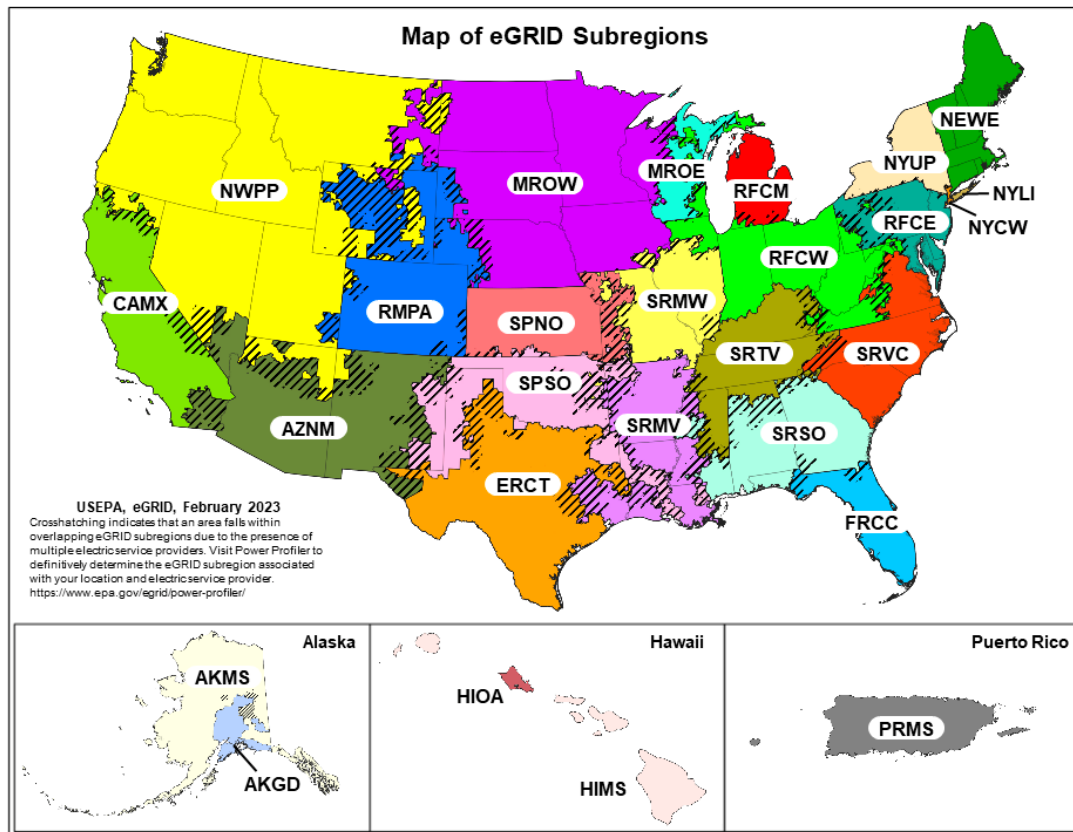 Map of eGRID Subregions
NEWE
NYUP
NWPP
MROW
MROE
RFCM
NYLI
RFCE
NYCW
RFCW
CAMX
RMPA
SPNO
SRMW
SRTV
SRVC
SPSO
AZNM
SRMV
SRSO
ERCT
FRCC
USEPA, eGRID, February 2023
Crosshatching indicates that an area falls within
overlapping eGRID subregions due to the presence of
multiple electric service providers. Visit Power Profiler to
definitively determine the eGRID subregion associated
with your location and electric service provider.
https://www.epa.gov/egrid/power-profiler/
Alaska
AKMS
AKGD
Hawaii
HIOA
HIMS
Puerto Rico
PRMS